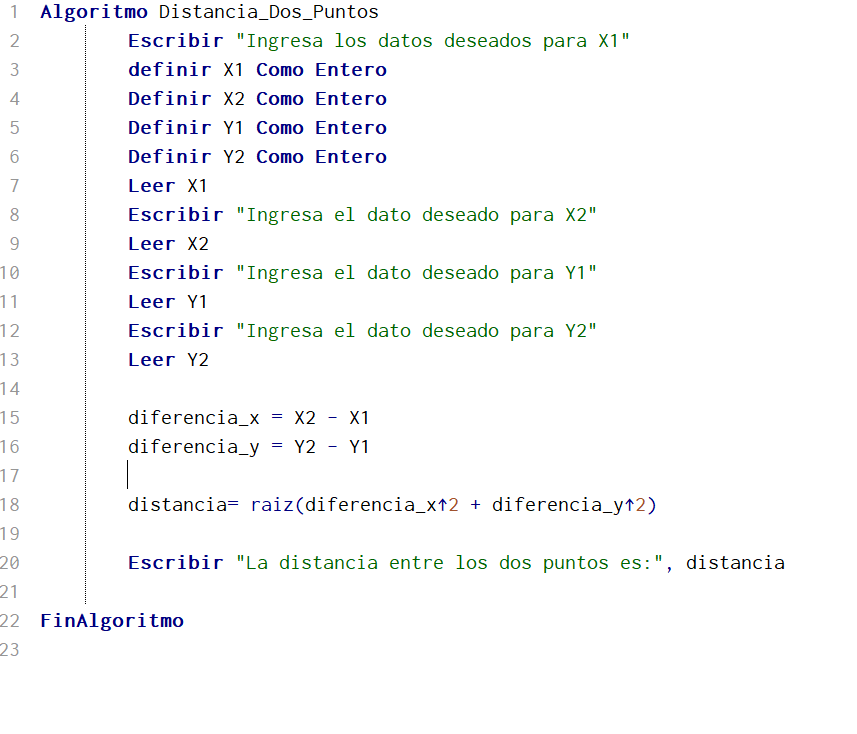 1 Algoritmo Distancia_Dos_Puntos
2 Escribir "Ingresa los datos deseados para X1"
3 definir X1 Como Entero
4 Definir X2 Como Entero
5 Definir Y1 Como Entero
6 Definir Y2 Como Entero
7 Leer X1
8 Escribir "Ingresa el dato deseado para X2"
9 Leer X2
10 Escribir "Ingresa el dato deseado para Y1"
11 Leer Y1
12 Escribir "Ingresa el dato deseado para Y2"
13 Leer Y2
14
15 diferencia_x = X2 - X1
16 diferencia_y = Y2 - Y1
17
18 distancia= raiz(diferencia_x↑2 + diferencia_y↑2)
19
20 Escribir "La distancia entre los dos puntos es:", distancia
21
22 FinAlgoritmo
23